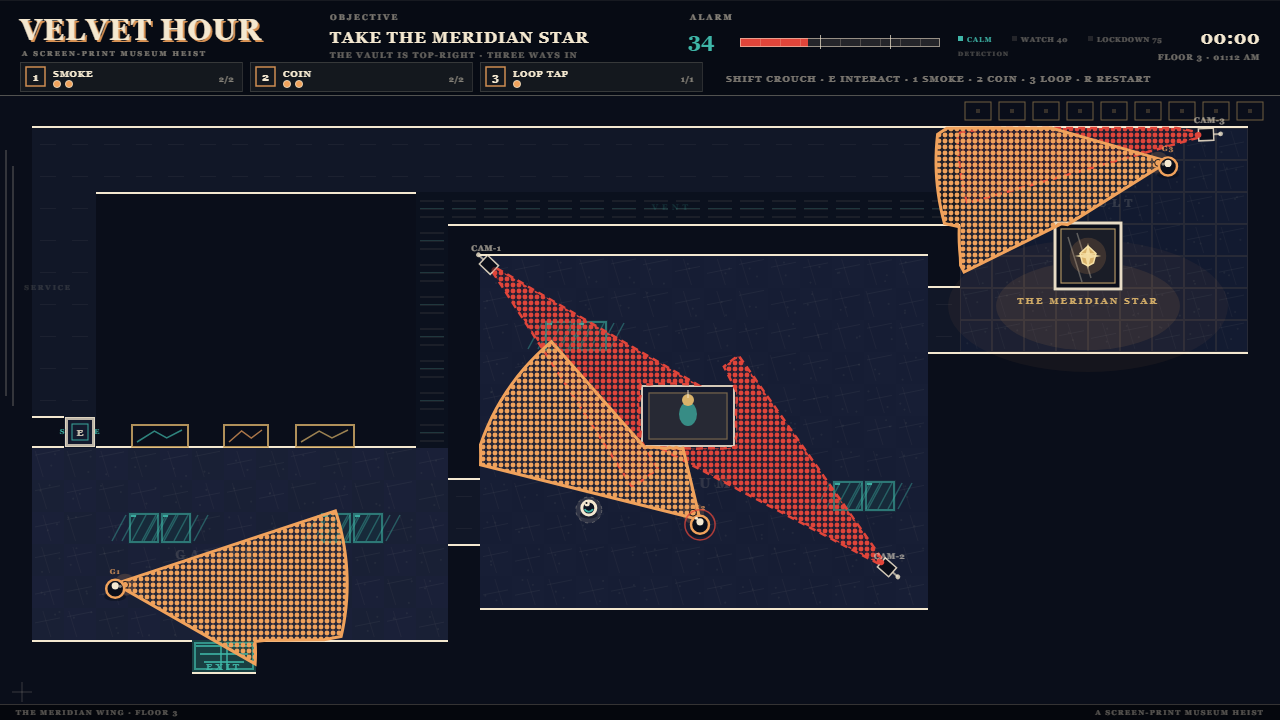 VELVET HOUR
A SCREEN-PRINT MUSEUM HEIST
OBJECTIVE
TAKE THE MERIDIAN STAR
THE VAULT IS TOP-RIGHT · THREE WAYS IN
ALARM
34
CALM
WATCH 40
LOCKDOWN 75
DETECTION
00:00
FLOOR 3 · 01:12 AM
1
SMOKE
2/2
2
COIN
2/2
3
LOOP TAP
1/1
SHIFT CROUCH · E INTERACT · 1 SMOKE · 2 COIN · 3 LOOP · R RESTART
CAM-3
G3
VENT
CAM-1
SERVICE
THE MERIDIAN STAR
E
CAM-2
G1
EXIT
THE MERIDIAN WING · FLOOR 3
A SCREEN-PRINT MUSEUM HEIST